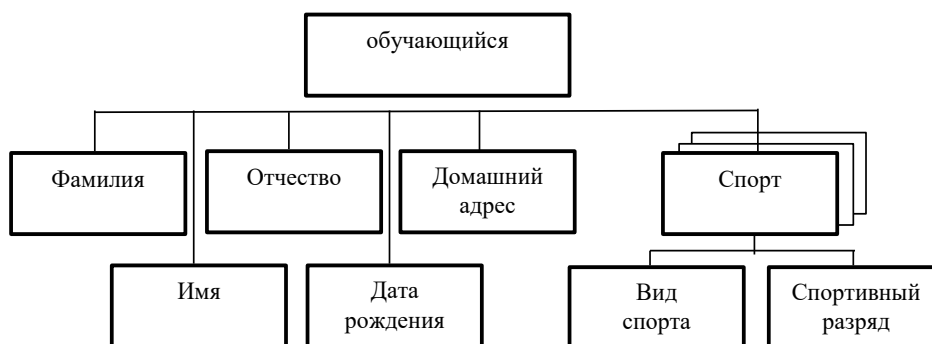 обучающийся
Фамилия
Отчество
Домашний
адрес
Спорт
Имя
Дата
рождения
Вид
спорта
Спортивный
разряд